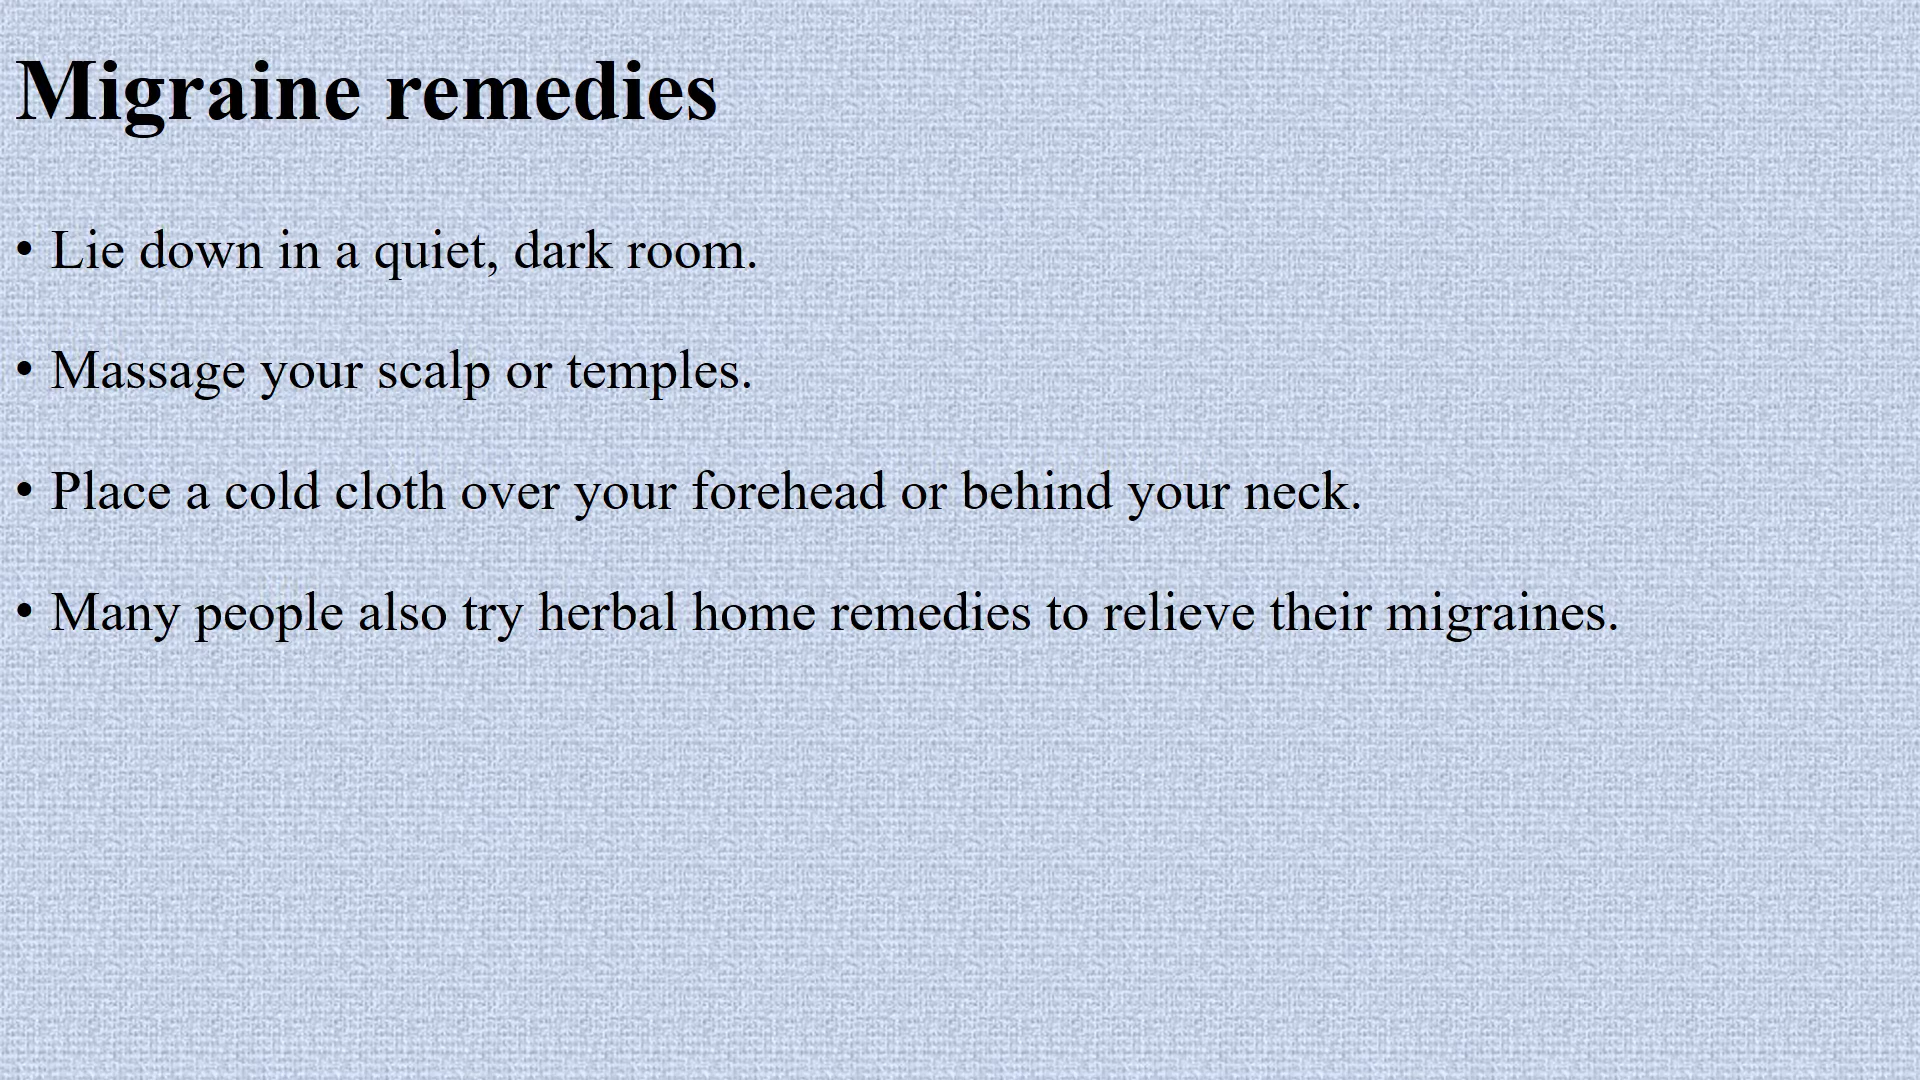 Migraine remedies
• Lie down in a quiet, dark room.
• Massage your scalp or temples.
• Place a cold cloth over your forehead or behind your neck.
• Many people also try herbal home remedies to relieve their migraines.